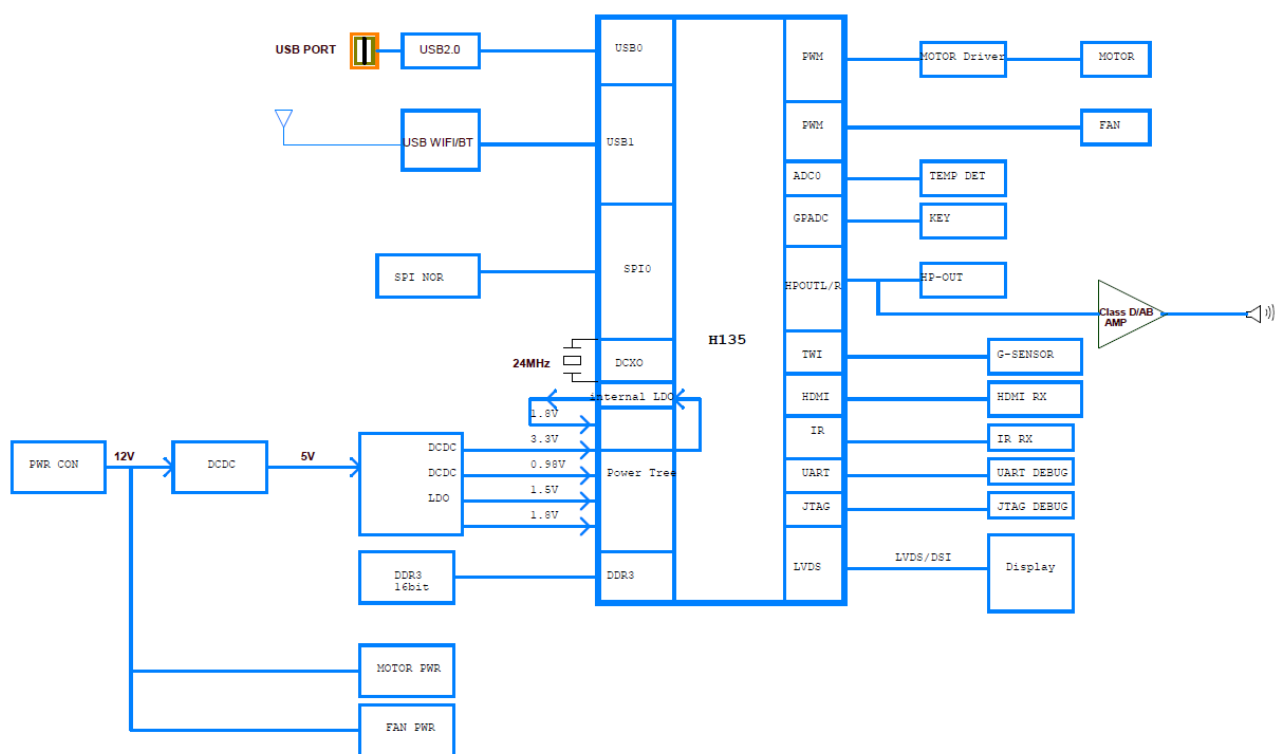 USB PORT
USB2.0
USB0
PWM
MOTOR Driver
MOTOR
USB WIFI/BT
USB1
PWM
FAN
ADC0
TEMP DET
GPADC
KEY
SPI NOR
SPI0
HPOUTL/R
HP-OUT
Class D/AB
AMP
H135
24MHz
DCXO
TWI
G-SENSOR
internal LDO
HDMI
HDMI RX
1.8V
IR
IR RX
PWR CON
12V
DCDC
5V
DCDC
3.3V
DCDC
0.98V
Power Tree
UART
UART DEBUG
LDO
1.5V
JTAG
JTAG DEBUG
1.8V
DDR3
16bit
DDR3
LVDS
LVDS/DSI
Display
MOTOR PWR
FAN PWR